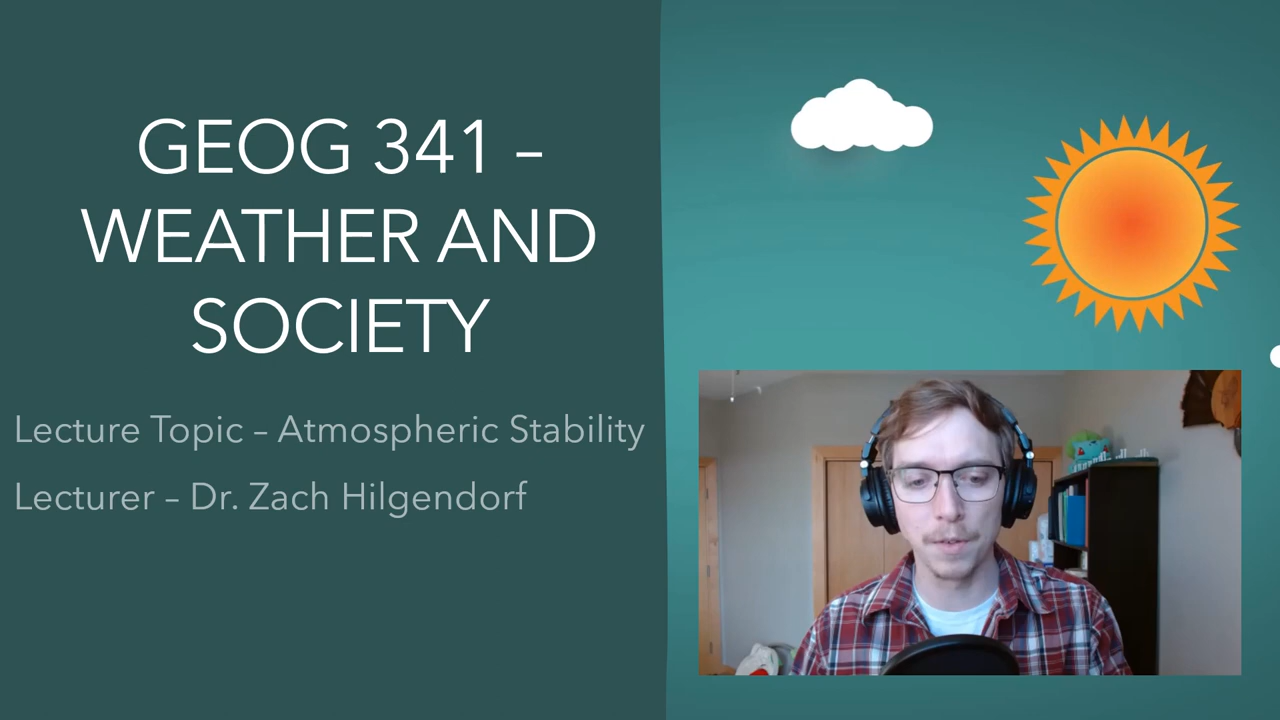 GEOG 341 –
WEATHER AND
SOCIETY
Lecture Topic – Atmospheric Stability
Lecturer – Dr. Zach Hilgendorf